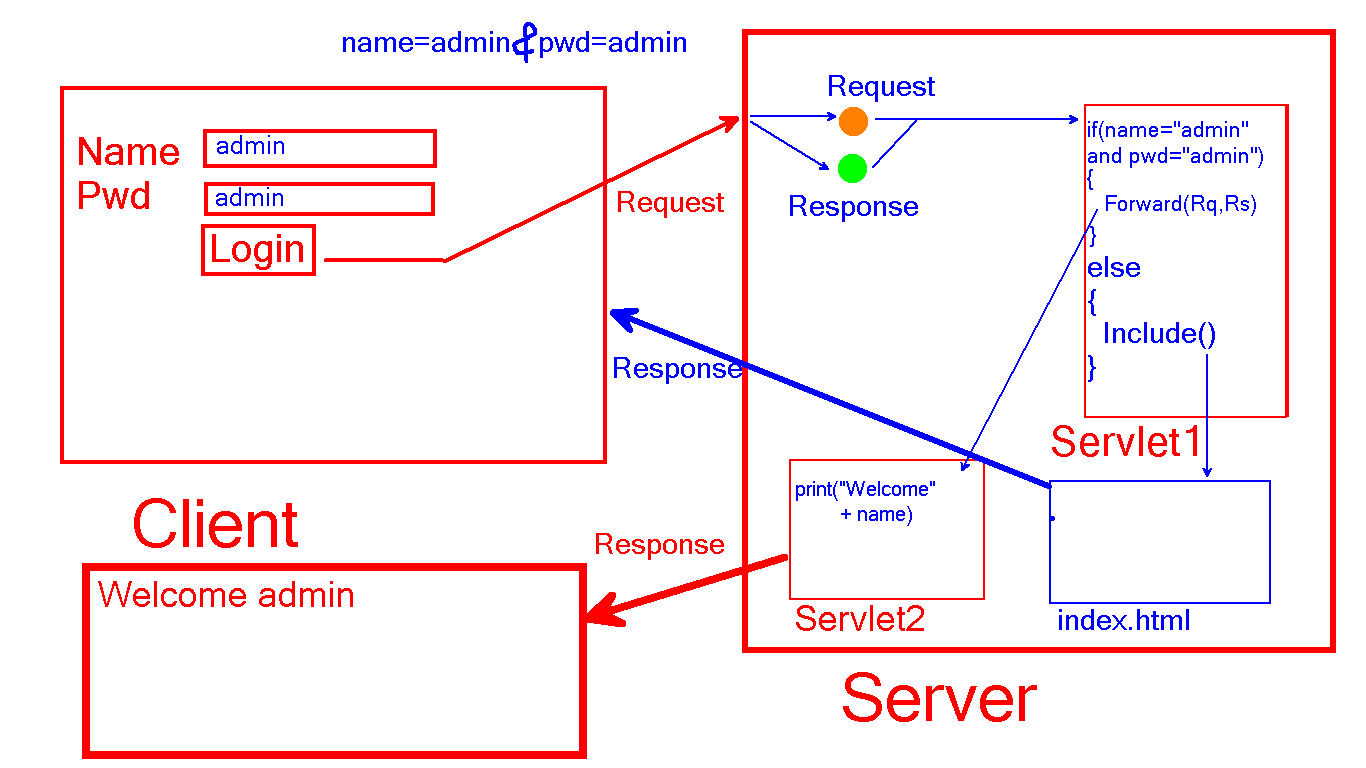 name=admin&pwd=admin
Name
admin
Pwd
admin
Login
Request
Response
Client
Response
Welcome admin
Request
Response
if(name="admin"
and pwd="admin")
{
Forward(Rq,Rs)
}
else
{
Include()
}
Servlet1
print("Welcome"
+ name)
Servlet2
index.html
Server